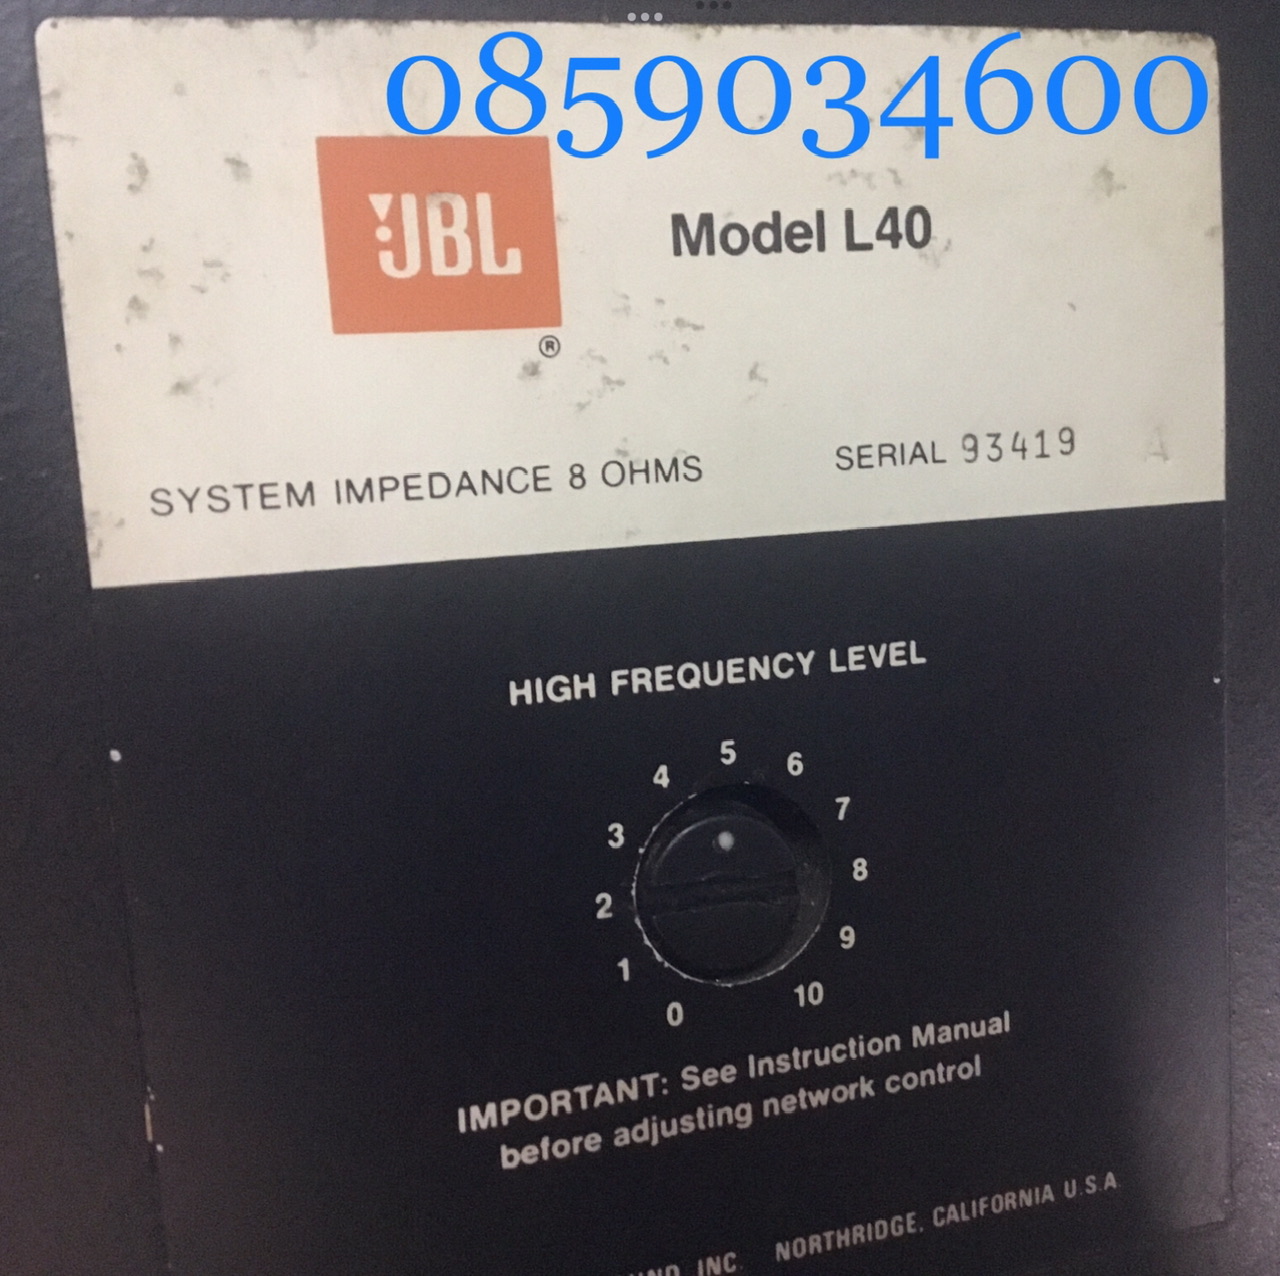 0859034600
JBL
Model L40
®
SYSTEM IMPEDANCE 8 OHMS
SERIAL 93419 A
HIGH FREQUENCY LEVEL
0 1 2 3 4 5 6 7 8 9 10
IMPORTANT: See Instruction Manual
before adjusting network control
INC. NORTHRIDGE, CALIFORNIA U.S.A.